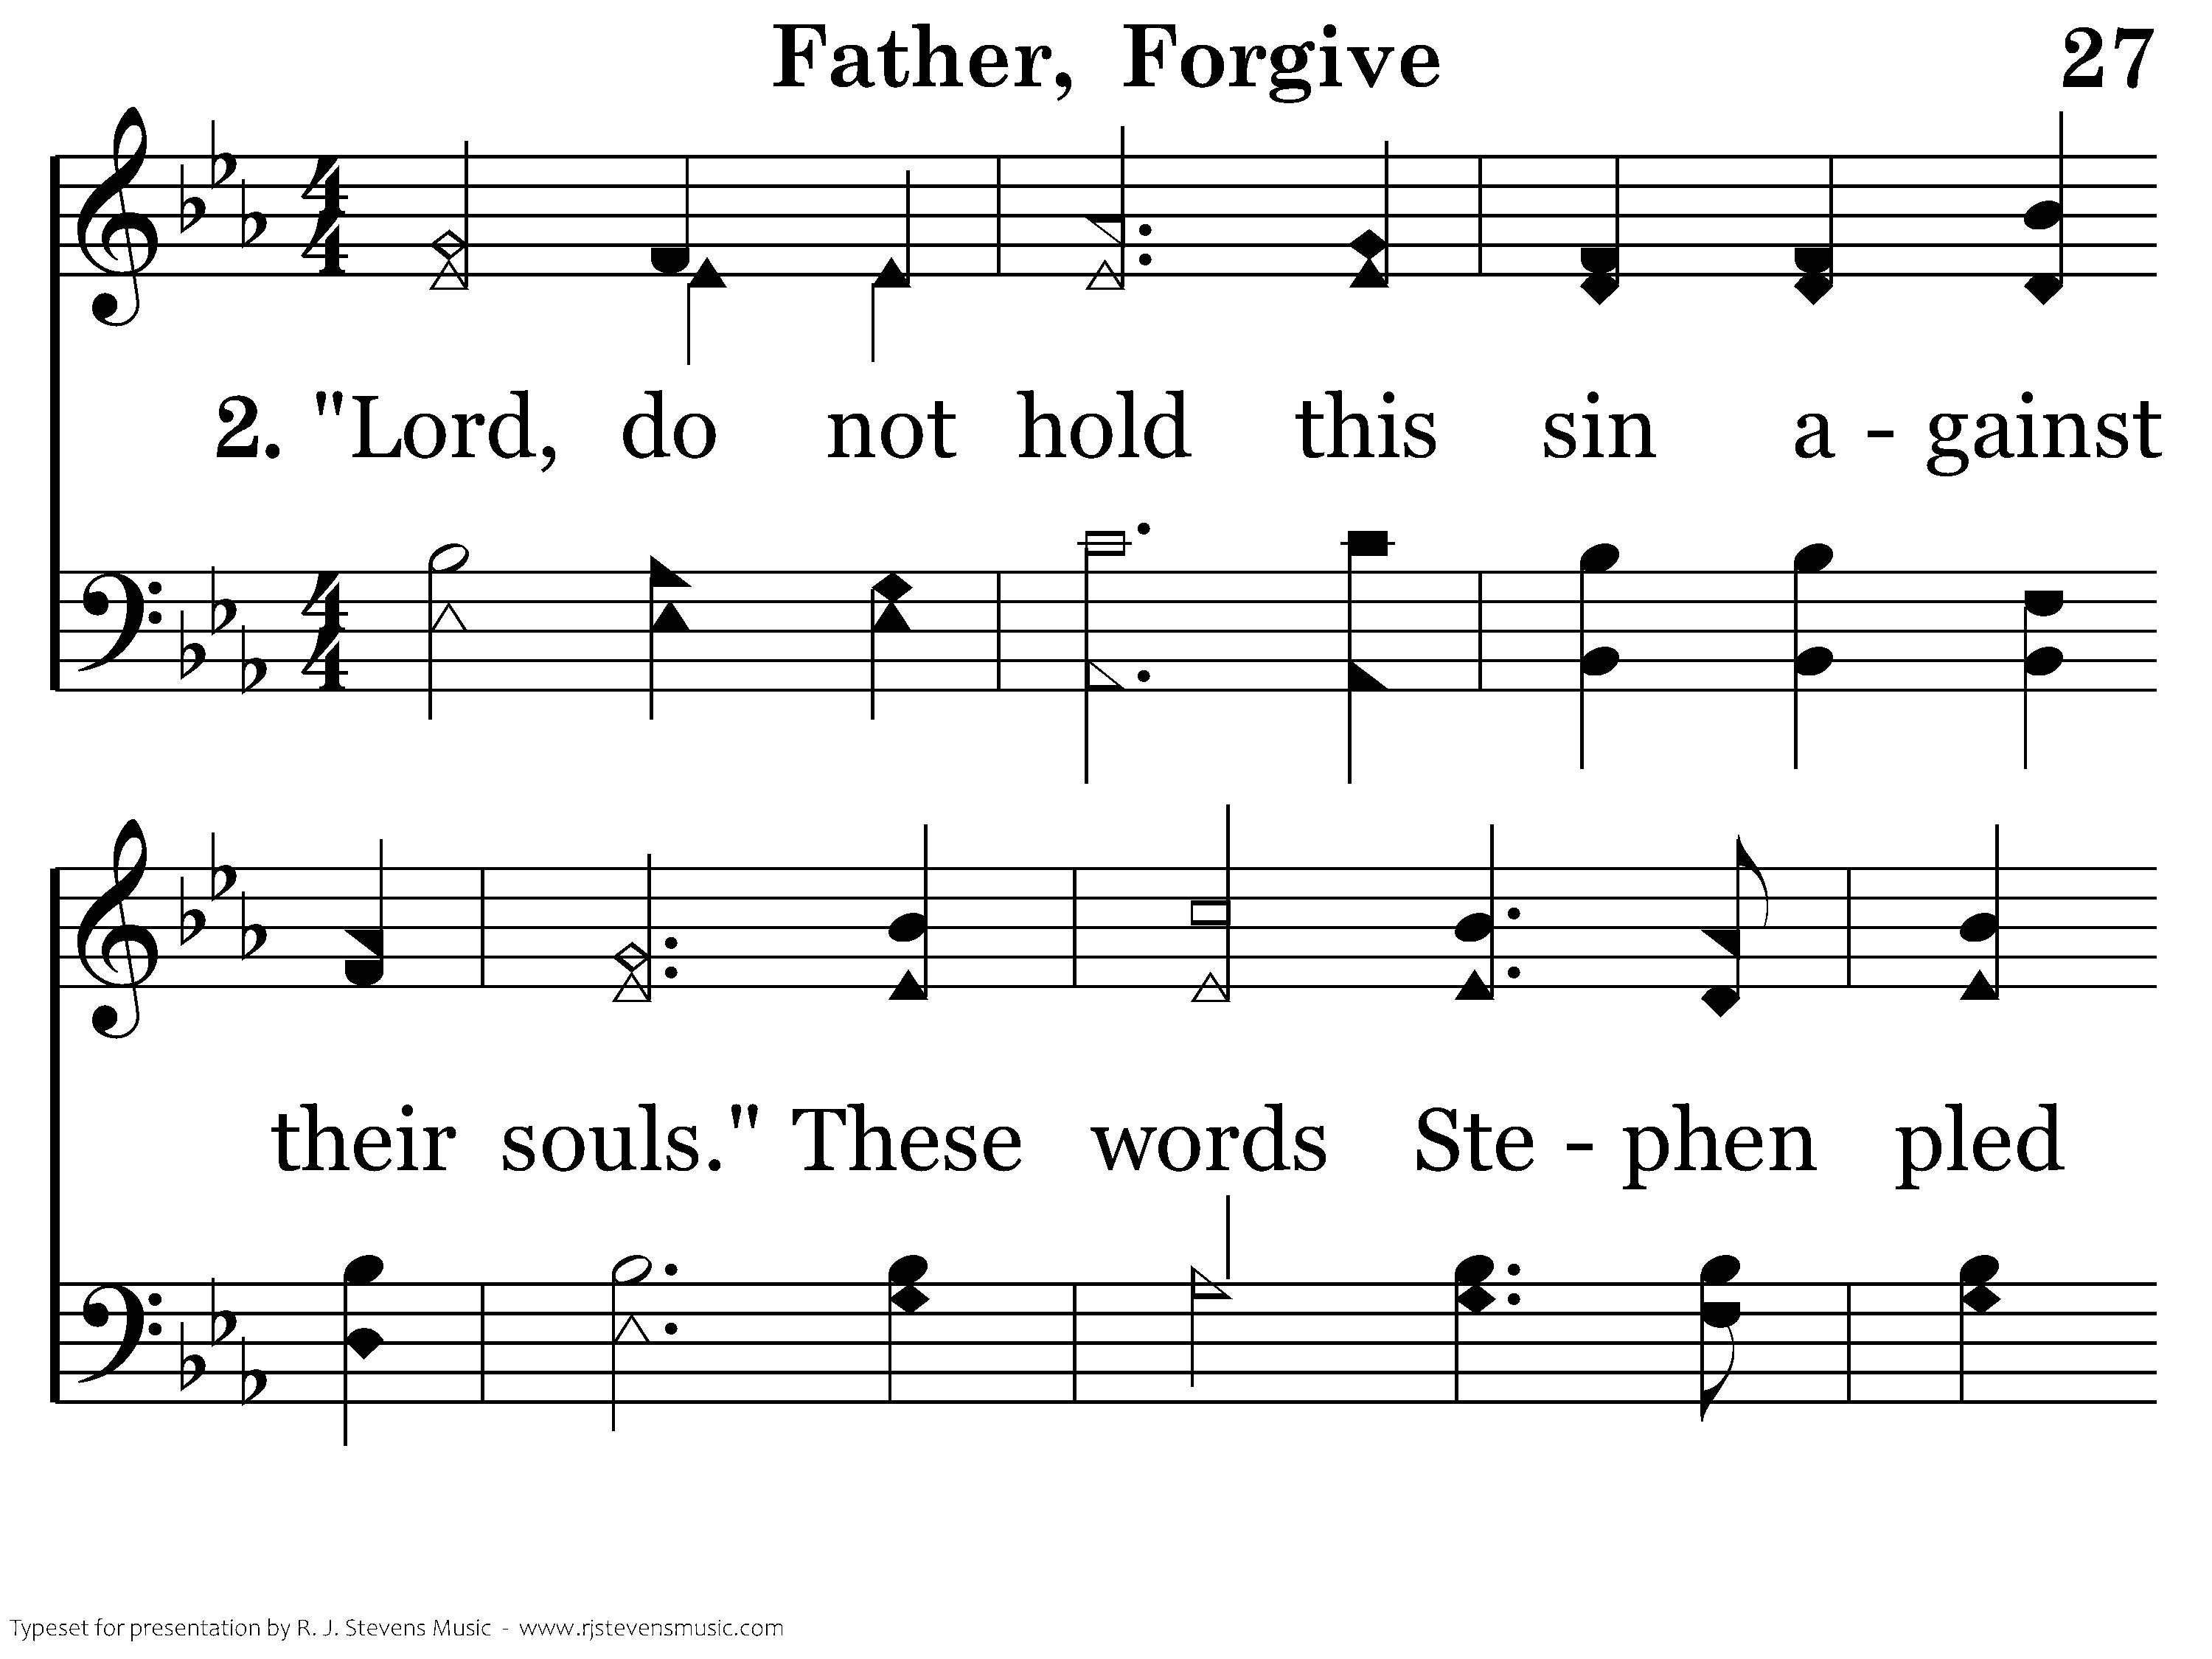 Father, Forgive 27
2. "Lord, do not hold this sin a - gainst
their souls." These words Ste - phen pled
Typeset for presentation by R. J. Stevens Music - www.rjstevensmusic.com